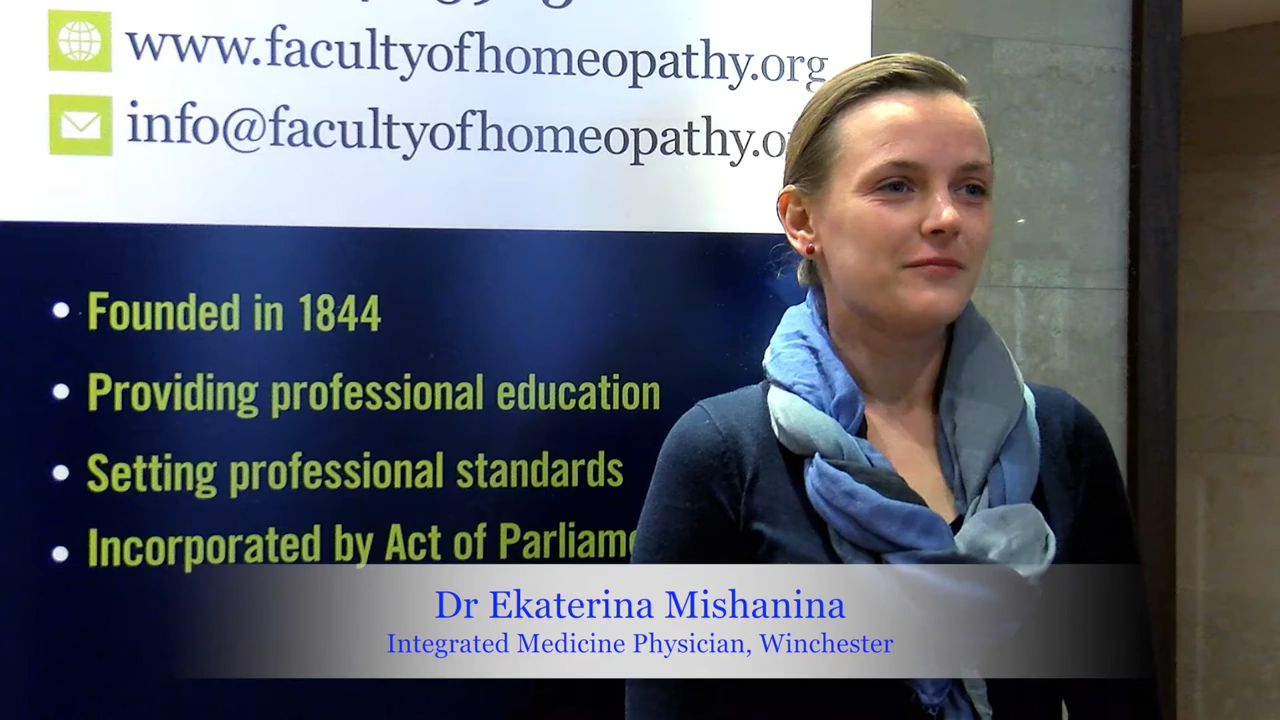 www.facultyofhomeopathy.org
info@facultyofhomeopathy.o
• Founded in 1844
• Providing professional education
• Setting professional standards
• Incorporated by Act of Parliame
Dr Ekaterina Mishanina
Integrated Medicine Physician, Winchester